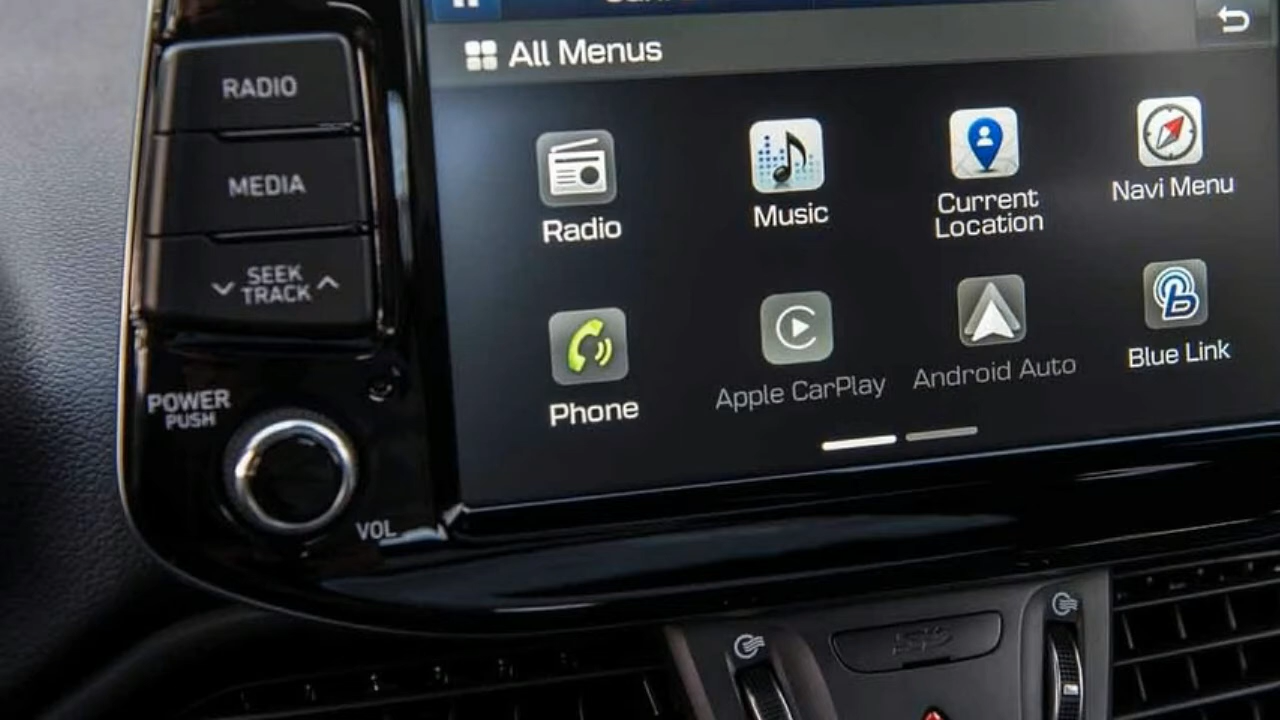 All Menus
RADIO
MEDIA
SEEK
TRACK
POWER
PUSH
VOL
Radio
Music
Current
Location
Navi Menu
Phone
Apple CarPlay
Android Auto
Blue Link